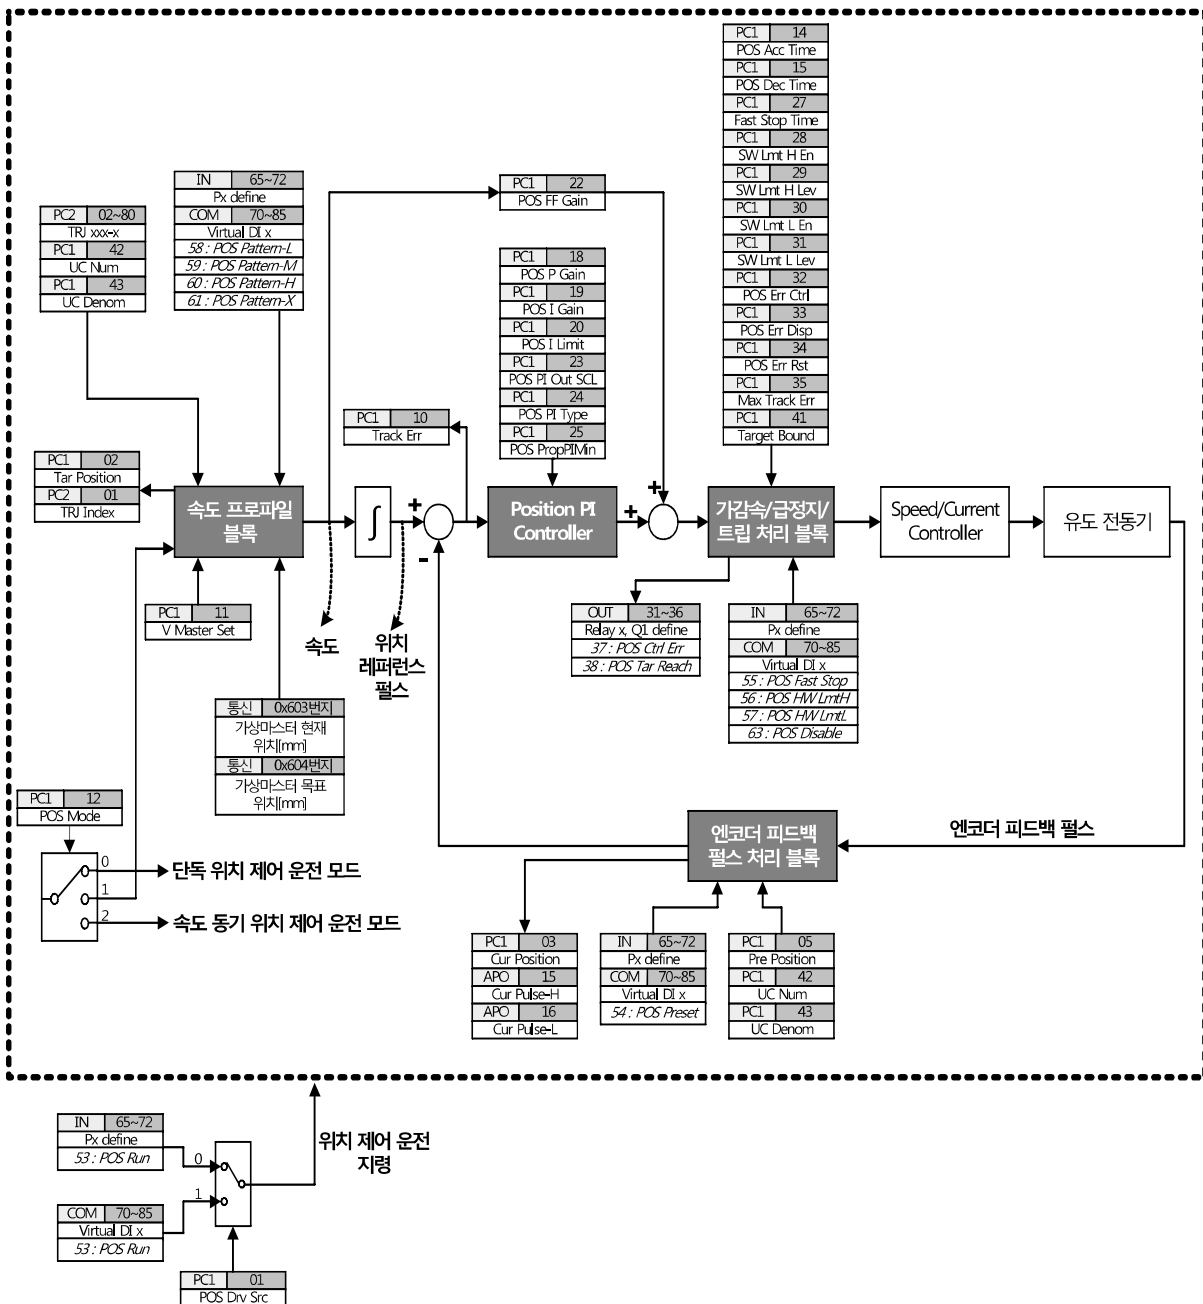 PC1 14
POS Acc Time
PC1 15
POS Dec Time
PC1 27
Fast Stop Time
PC1 28
SW Lmt H En
PC1 29
SW Lmt H Lev
PC1 30
SW Lmt L En
PC1 31
SW Lmt L Lev
PC1 32
POS Err Ctrl
PC1 33
POS Err Disp
PC1 34
POS Err Rst
PC1 35
Max Track Err
PC1 41
Target Bound
IN 65~72
Px define
COM 70~85
Virtual DI x
58 : POS Pattern-L
59 : POS Pattern-M
60 : POS Pattern-H
61 : POS Pattern-X
PC2 02~80
TRJ xxx-x
PC1 42
UC Num
PC1 43
UC Denom
PC1 22
POS FF Gain
PC1 18
POS P Gain
PC1 19
POS I Gain
PC1 20
POS I Limit
PC1 23
POS PI Out SCL
PC1 24
POS PI Type
PC1 25
POS PropPIMin
PC1 10
Track Err
PC1 02
Tar Position
PC2 01
TRJ Index
속도 프로파일
블록
∫
+
-
Position PI
Controller
+
+
가감속/급정지/
트립 처리 블록
Speed/Current
Controller
유도 전동기
PC1 11
V Master Set
속도
위치
레퍼런스
펄스
OUT 31~36
Relay x, Q1 define
37 : POS Ctrl Err
38 : POS Tar Reach
IN 65~72
Px define
COM 70~85
Virtual DI x
55 : POS Fast Stop
56 : POS HW LmtH
57 : POS HW LmtL
63 : POS Disable
통신 0x603번지
가상마스터 현재
위치[mm]
통신 0x604번지
가상마스터 목표
위치[mm]
PC1 12
POS Mode
0
1
2
단독 위치 제어 운전 모드
속도 동기 위치 제어 운전 모드
엔코더 피드백
펄스 처리 블록
엔코더 피드백 펄스
PC1 03
Cur Position
APO 15
Cur Pulse-H
APO 16
Cur Pulse-L
IN 65~72
Px define
COM 70~85
Virtual DI x
54 : POS Preset
PC1 05
Pre Position
PC1 42
UC Num
PC1 43
UC Denom
IN 65~72
Px define
53 : POS Run
0
1
위치 제어 운전
지령
COM 70~85
Virtual DI x
53 : POS Run
PC1 01
POS Drv Src